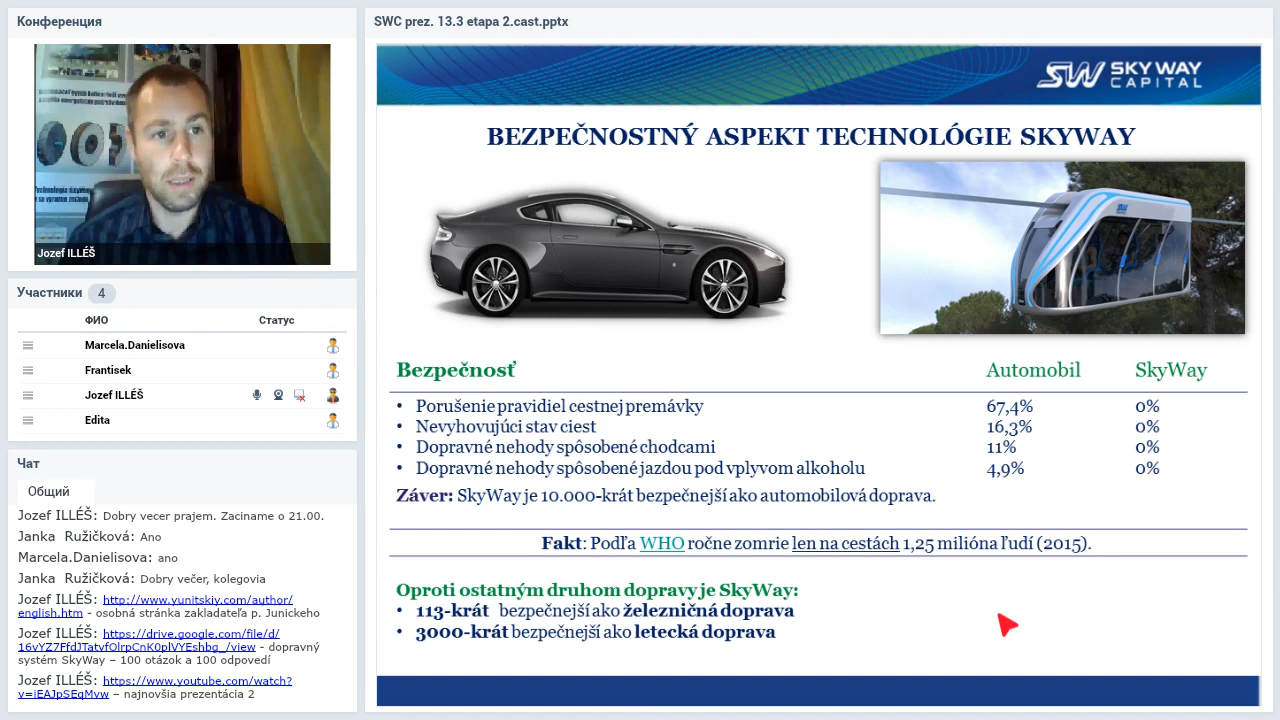 Конференция
Jozef ILLÉŠ
Участники 4
ФИО Статус
Marcela.Danielisova
Frantisek
Jozef ILLÉŠ
Edita
Чат
Общий
Jozef ILLÉŠ: Dobry vecer prajem. Zaciname o 21.00.
Janka Ružičková: Ano
Marcela.Danielisova: ano
Janka Ružičková: Dobry večer, kolegovia
Jozef ILLÉŠ: http://www.yunitskiy.com/author/
english.htm - osobná stránka zakladateľa p. Junickeho
Jozef ILLÉŠ: https://drive.google.com/file/d/
16vYZ7FfdJTatvfOlrpCnK0plVYEshbg_/view - dopravný
systém SkyWay – 100 otázok a 100 odpovedí
Jozef ILLÉŠ: https://www.youtube.com/watch?
v=iEAJpSEqMvw – najnovšia prezentácia 2
SWC prez. 13.3 etapa 2.cast.pptx
SW SKY WAY
CAPITAL
BEZPEČNOSTNÝ ASPEKT TECHNOLÓGIE SKYWAY
Bezpečnosť Automobil SkyWay
• Porušenie pravidiel cestnej premávky 67,4% 0%
• Nevyhovujúci stav ciest 16,3% 0%
• Dopravné nehody spôsobené chodcami 11% 0%
• Dopravné nehody spôsobené jazdou pod vplyvom alkoholu 4,9% 0%
Záver: SkyWay je 10.000-krát bezpečnejší ako automobilová doprava.
Fakt: Podľa WHO ročne zomrie len na cestách 1,25 milióna ľudí (2015).
Oproti ostatným druhom dopravy je SkyWay:
• 113-krát bezpečnejší ako železničná doprava
• 3000-krát bezpečnejší ako letecká doprava